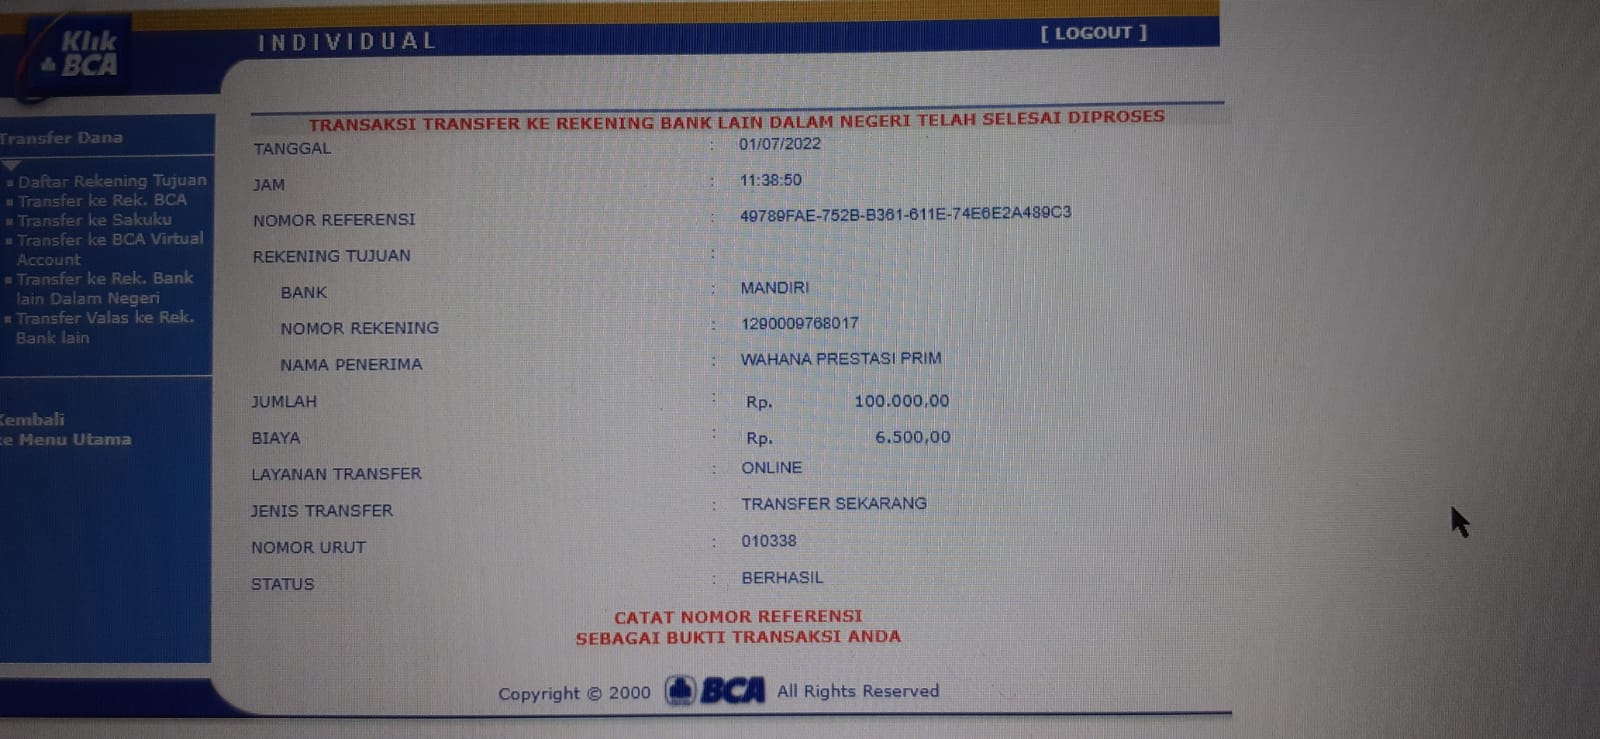 Klik
BCA
INDIVIDUAL
[ LOGOUT ]
Transfer Dana
Daftar Rekening Tujuan
Transfer ke Rek. BCA
Transfer ke Sakuku
Transfer ke BCA Virtual
Account
Transfer ke Rek. Bank
lain Dalam Negeri
Transfer Valas ke Rek.
Bank lain
Kembali
ke Menu Utama
TRANSAKSI TRANSFER KE REKENING BANK LAIN DALAM NEGERI TELAH SELESAI DIPROSES
TANGGAL : 01/07/2022
JAM : 11:38:50
NOMOR REFERENSI : 49789FAE-752B-B361-611E-74E6E2A489C3
REKENING TUJUAN :
BANK : MANDIRI
NOMOR REKENING : 1290009768017
NAMA PENERIMA : WAHANA PRESTASI PRIM
JUMLAH : Rp. 100.000,00
BIAYA : Rp. 6.500,00
LAYANAN TRANSFER : ONLINE
JENIS TRANSFER : TRANSFER SEKARANG
NOMOR URUT : 010338
STATUS : BERHASIL
CATAT NOMOR REFERENSI
SEBAGAI BUKTI TRANSAKSI ANDA
Copyright © 2000 BCA All Rights Reserved